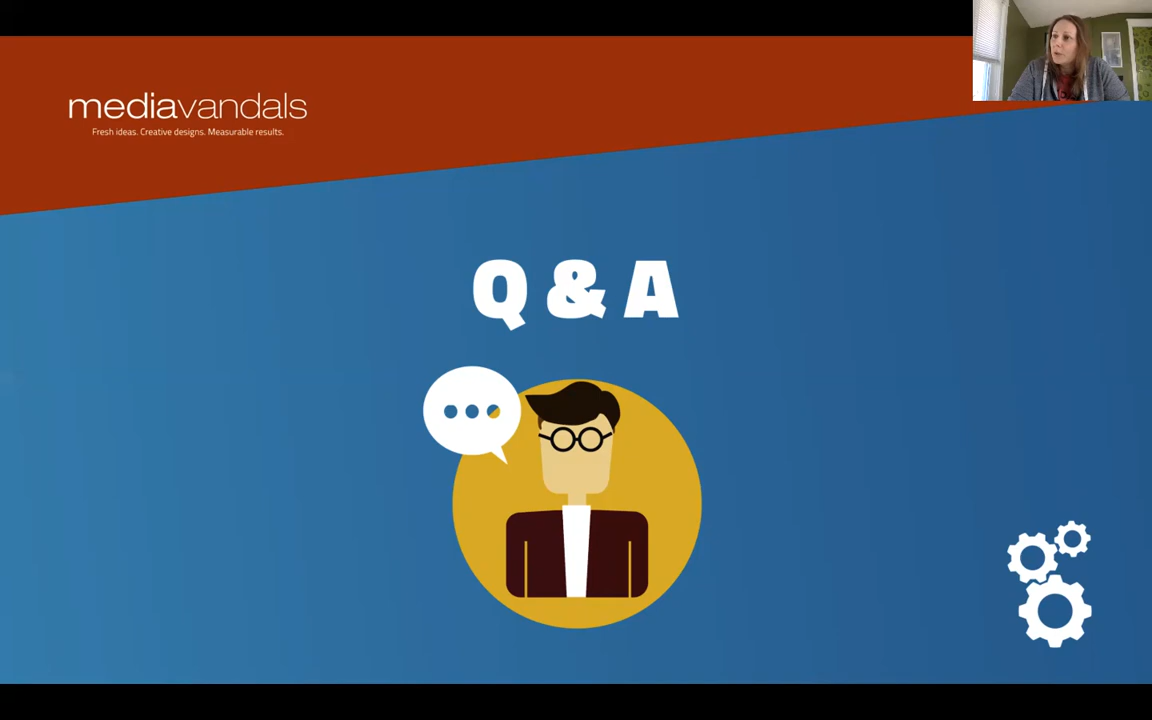 mediavandals
Fresh ideas. Creative designs. Measurable results.
Q & A